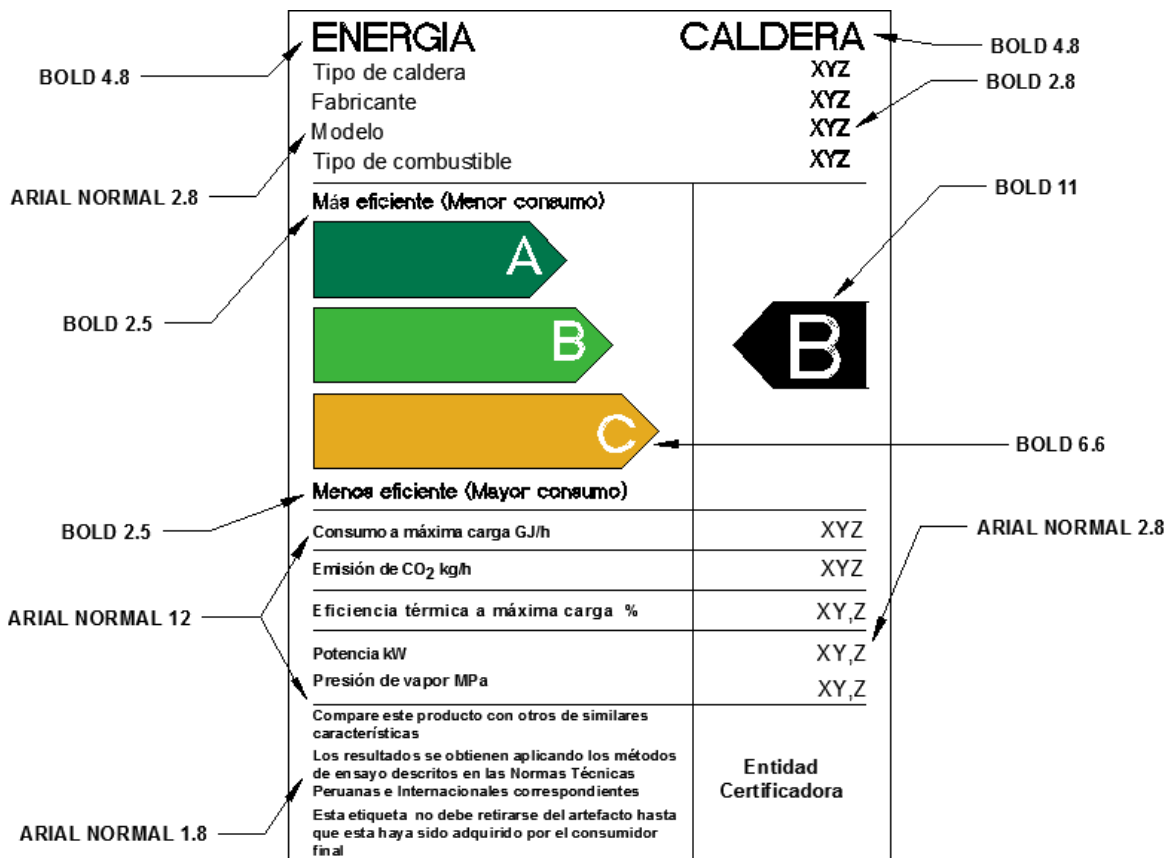 ENERGIA CALDERA
BOLD 4.8
BOLD 4.8
Tipo de caldera XYZ
BOLD 2.8
Fabricante XYZ
Modelo XYZ
Tipo de combustible XYZ
ARIAL NORMAL 2.8
BOLD 11
Más eficiente (Menor consumo)
A
BOLD 2.5
B
B
C
BOLD 6.6
Menos eficiente (Mayor consumo)
BOLD 2.5
Consumo a máxima carga GJ/h XYZ
ARIAL NORMAL 2.8
Emisión de CO2 kg/h XYZ
Eficiencia térmica a máxima carga % XY,Z
ARIAL NORMAL 12
Potencia kW XY,Z
Presión de vapor MPa XY,Z
Compare este producto con otros de similares
características
Los resultados se obtienen aplicando los métodos
de ensayo descritos en las Normas Técnicas
Peruanas e Internacionales correspondientes
Entidad
Certificadora
Esta etiqueta no debe retirarse del artefacto hasta
que esta haya sido adquirido por el consumidor
final
ARIAL NORMAL 1.8